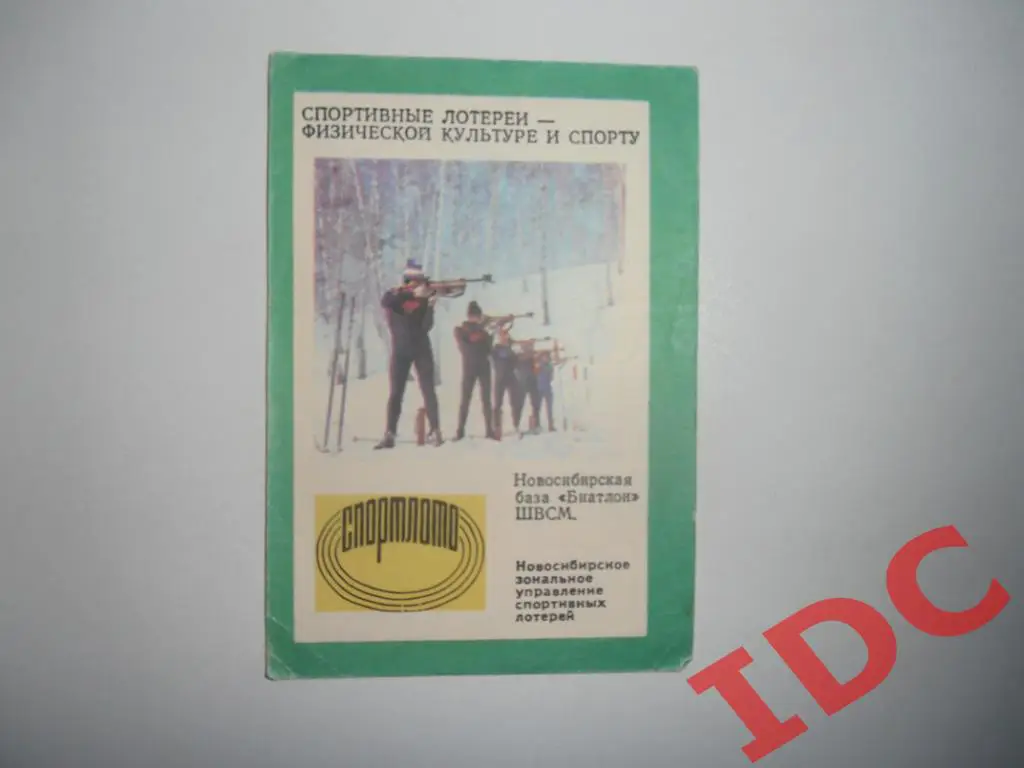 СПОРТИВНЫЕ ЛОТЕРЕИ —
ФИЗИЧЕСКОЙ КУЛЬТУРЕ И СПОРТУ
Новосибирская
база «Биатлон»
ШВСМ.
СПОРТЛОТО
Новосибирское
зональное
управление
спортивных
лотерей
IDC